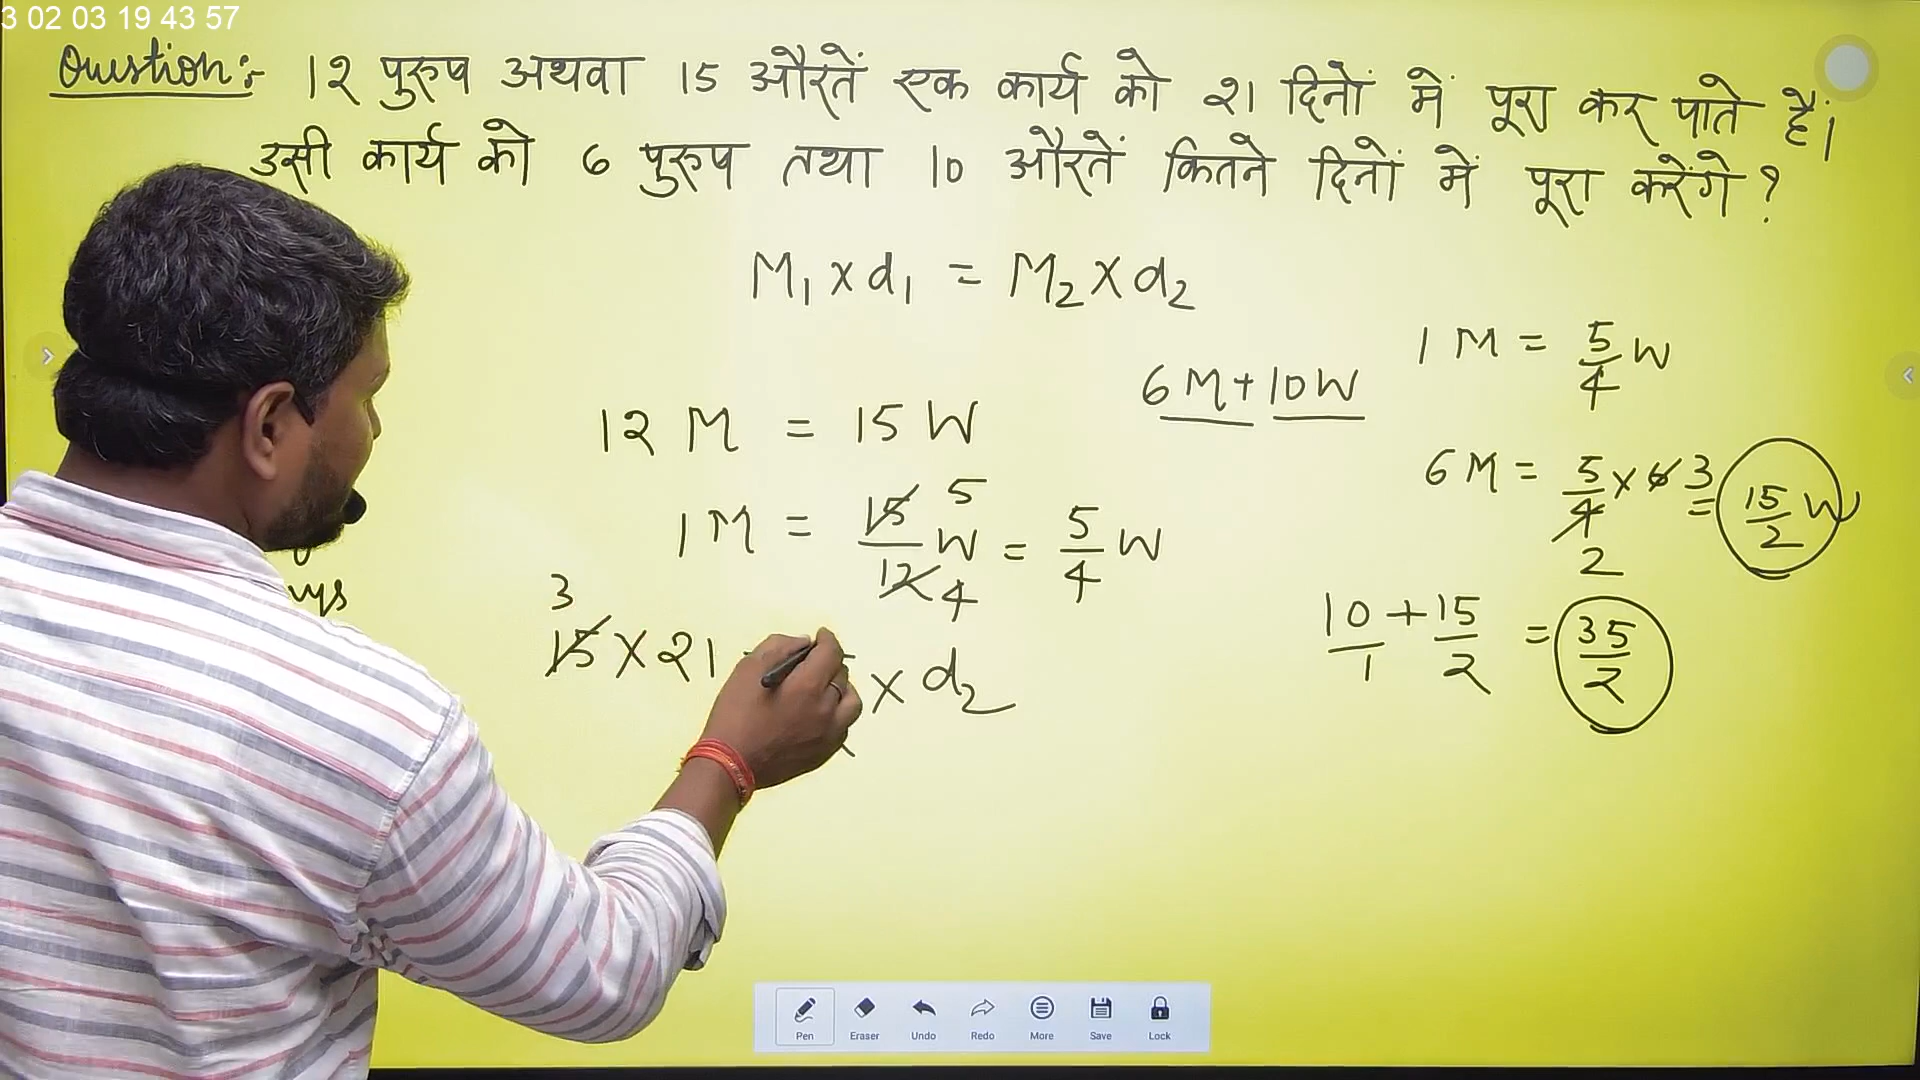 3 02 03 19 43 57
Question:- 12 पुरुष अथवा 15 औरतें एक कार्य को 21 दिनों में पूरा कर पाते हैं।
उसी कार्य को 6 पुरुष तथा 10 औरतें कितने दिनों में पूरा करेंगे?
M₁ x d₁ = M₂ x d₂
1 M = 5/4 W
6 M + 10 W
12 M = 15 W
6 M = 5/4 x 6 3 = 15/2 W
2
1 M = 15/12 W = 5/4 W
5
4
10/1 + 15/2 = 35/2
3
15 x 21
x d₂
Pen Eraser Undo Redo More Save Lock